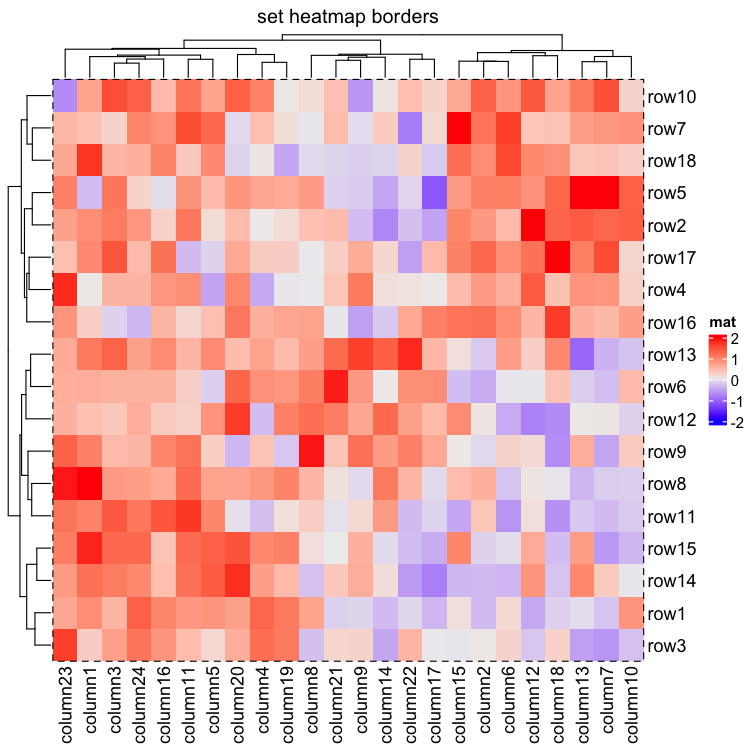 set heatmap borders
row10
row7
row18
row5
row2
row17
row4
row16
row13
row6
row12
row9
row8
row11
row15
row14
row1
row3
mat
2
1
0
-1
-2
column23
column1
column3
column24
column16
column11
column5
column20
column4
column19
column8
column21
column9
column14
column22
column17
column15
column2
column6
column12
column18
column13
column7
column10